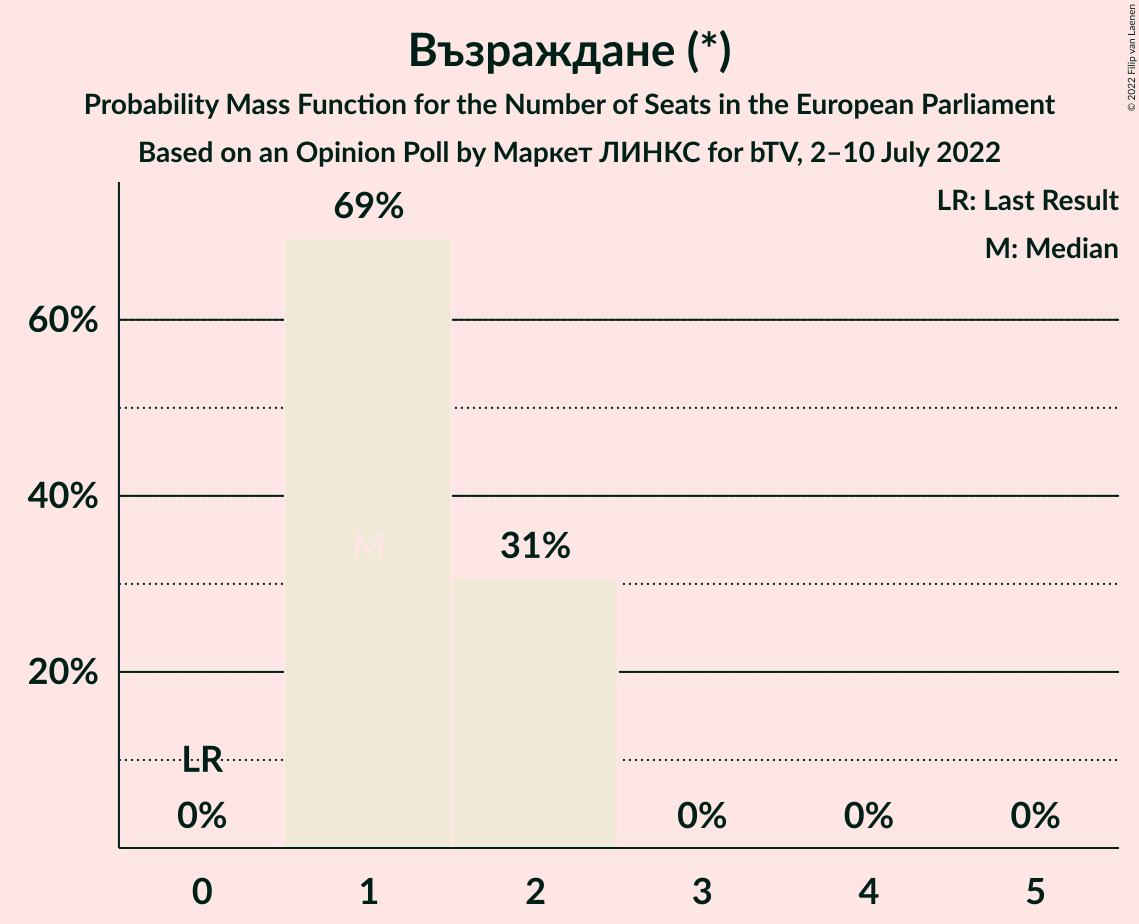 Възраждане (*)
Probability Mass Function for the Number of Seats in the European Parliament
Based on an Opinion Poll by Маркет ЛИНКС for bTV, 2–10 July 2022
© 2022 Filip van Laenen
LR: Last Result
M: Median
69%
60%
40%
M
31%
20%
LR
0%
0%
0%
0%
0
1
2
3
4
5